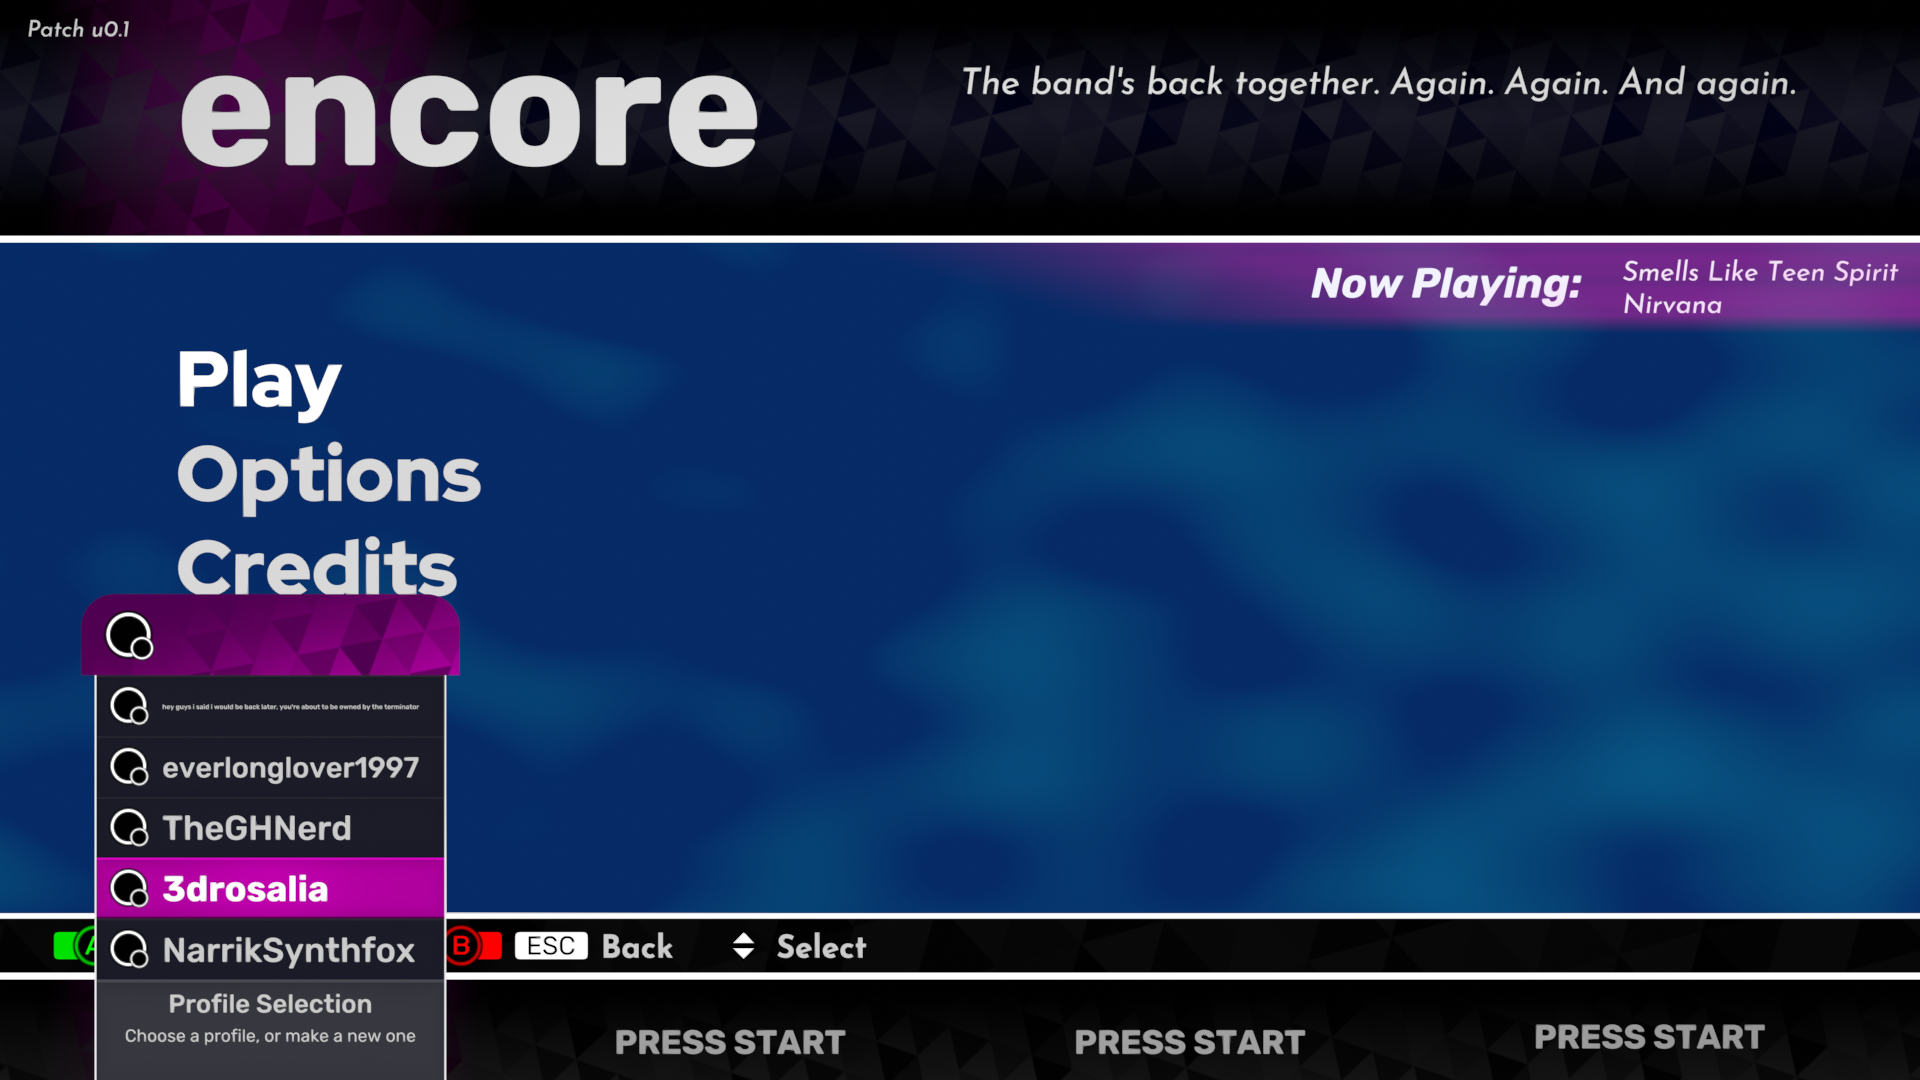 Patch u0.1
encore
The band's back together. Again. Again. And again.
Now Playing:
Smells Like Teen Spirit
Nirvana
Play
Options
Credits
hey guys i said i would be back later. you're about to be owned by the terminator
everlonglover1997
TheGHNerd
3drosalia
NarrikSynthfox
Profile Selection
Choose a profile, or make a new one
A
B
ESC
Back
Select
PRESS START
PRESS START
PRESS START